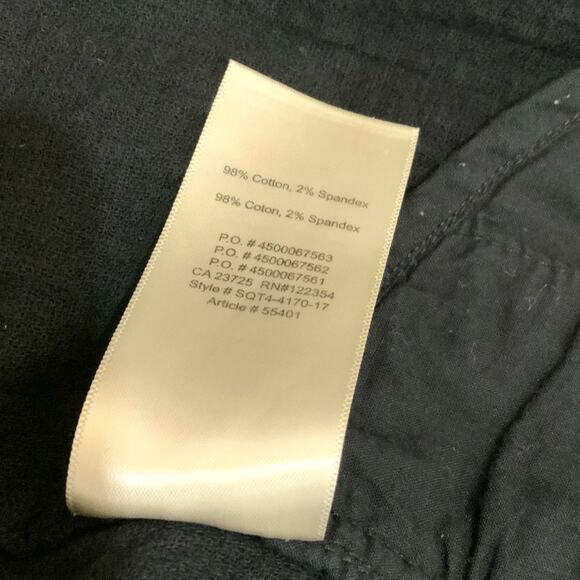 98% Cotton, 2% Spandex
98% Coton, 2% Spandex
P.O. # 4500067563
P.O. # 4500067562
P.O. # 4500067561
CA 23725 RN#122354
Style # SQT4-4170-17
Article # 55401